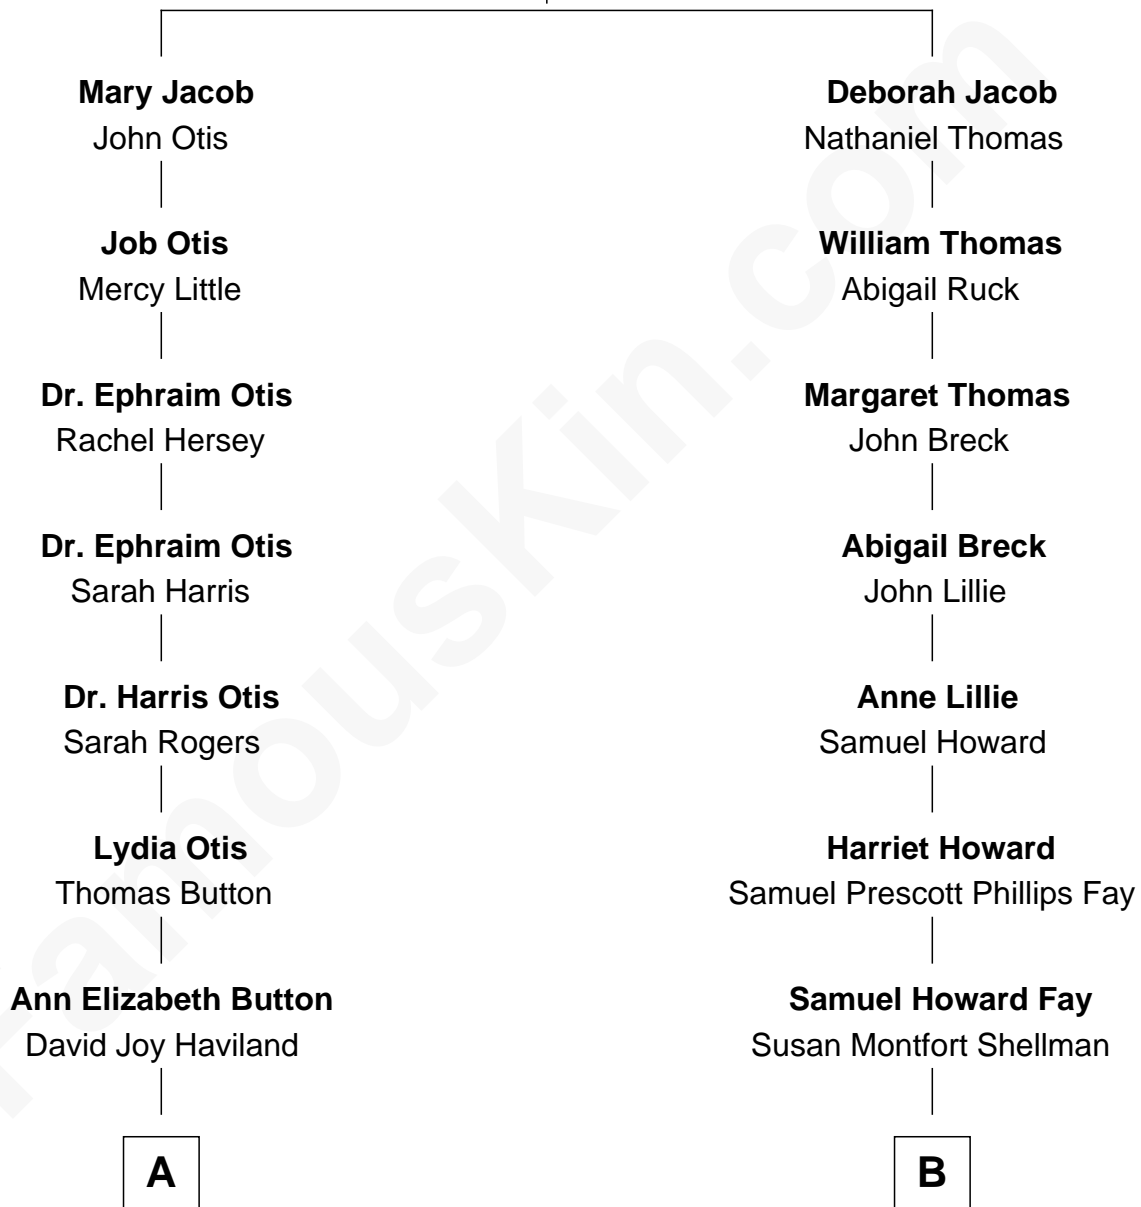 Mary Jacob
John Otis
Deborah Jacob
Nathaniel Thomas
Job Otis
Mercy Little
William Thomas
Abigail Ruck
Dr. Ephraim Otis
Rachel Hersey
Margaret Thomas
John Breck
Dr. Ephraim Otis
Sarah Harris
Abigail Breck
John Lillie
Dr. Harris Otis
Sarah Rogers
Anne Lillie
Samuel Howard
Lydia Otis
Thomas Button
Harriet Howard
Samuel Prescott Phillips Fay
Ann Elizabeth Button
David Joy Haviland
Samuel Howard Fay
Susan Montfort Shellman
A
B
FamousKin.com